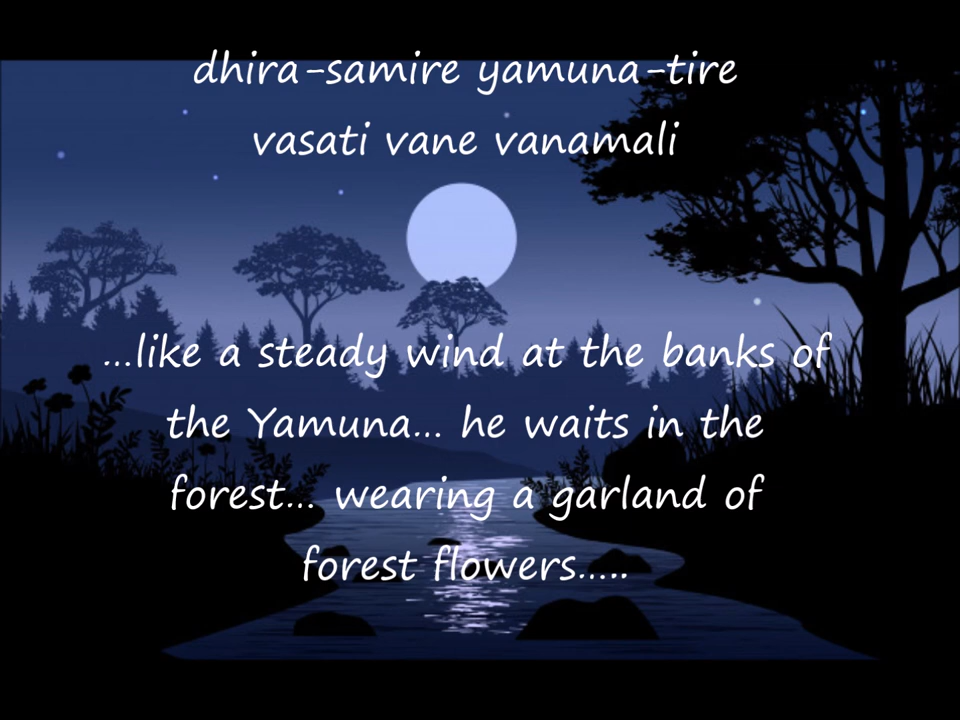 dhira-samire yamuna-tire
vasati vane vanamali
...like a steady wind at the banks of
the Yamuna... he waits in the
forest... wearing a garland of
forest flowers.....